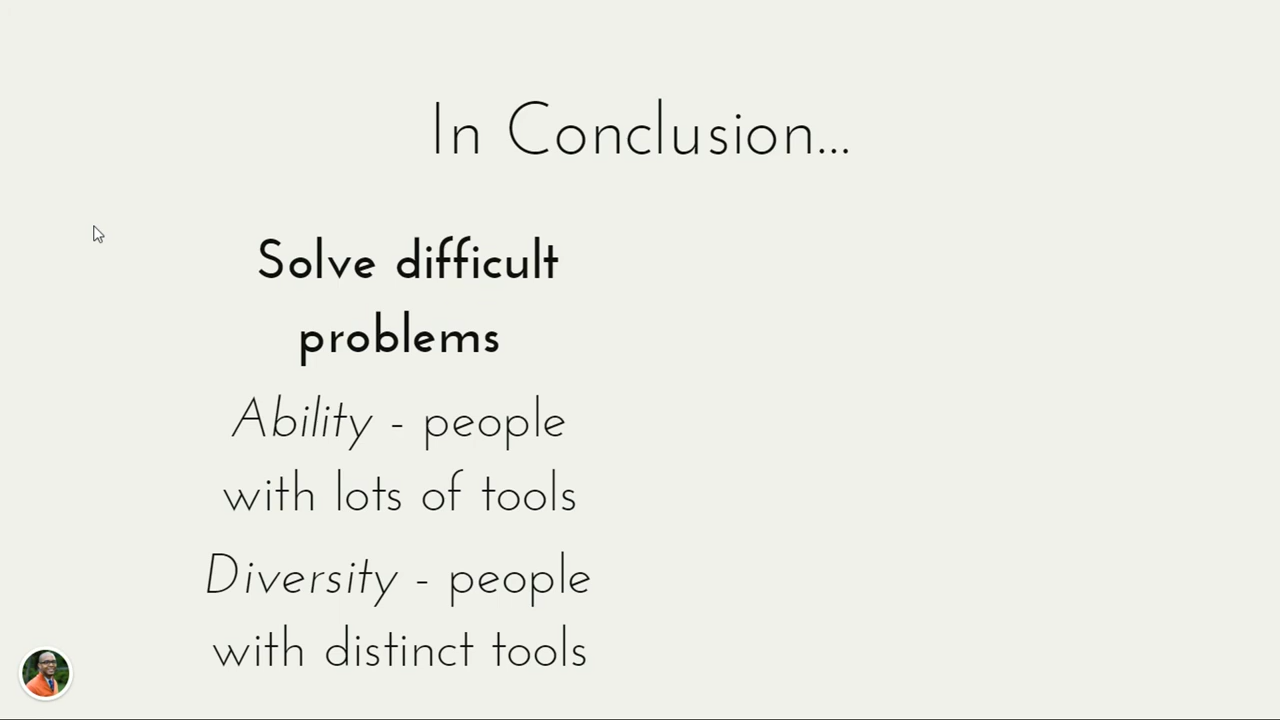 In Conclusion...
Solve difficult
problems
Ability - people
with lots of tools
Diversity - people
with distinct tools